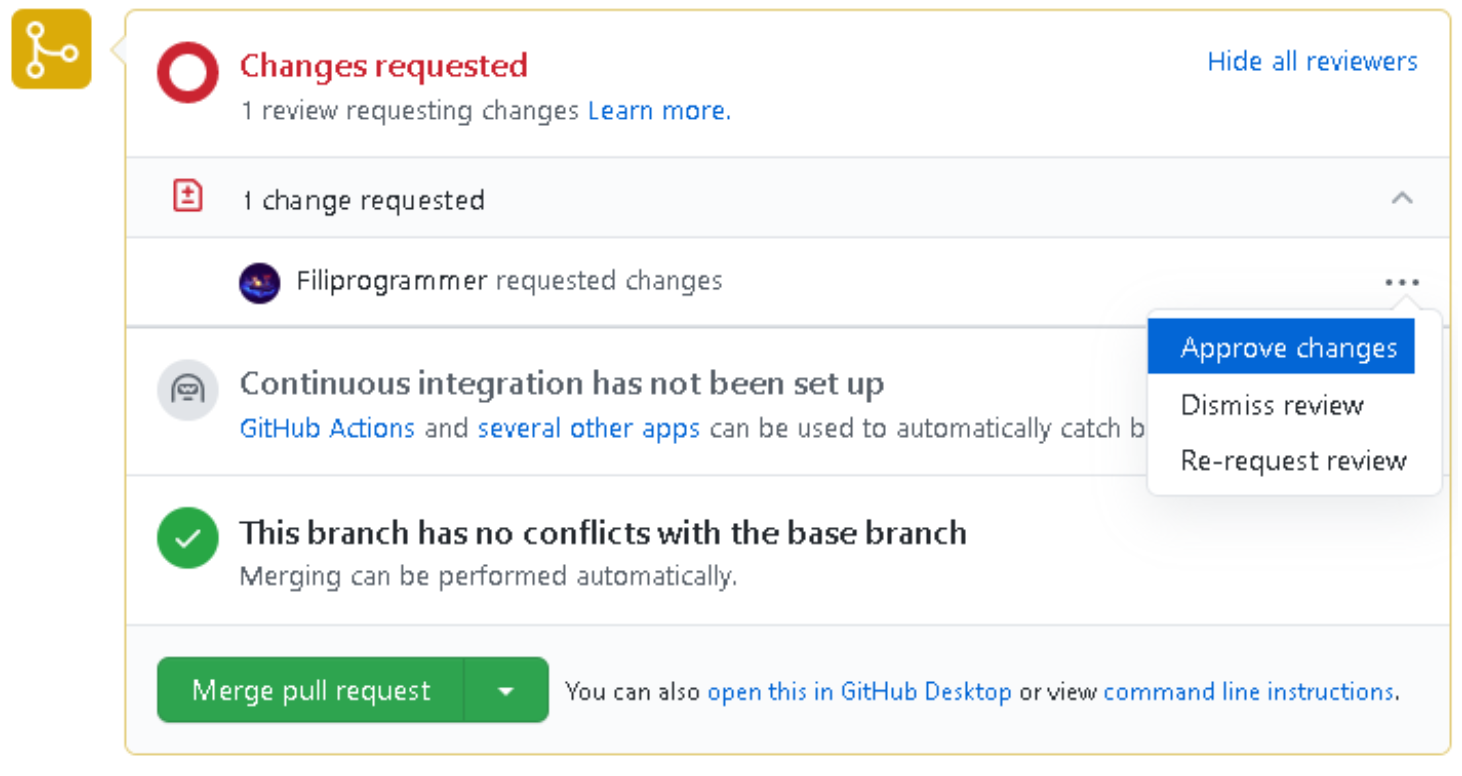 Changes requested
Hide all reviewers
1 review requesting changes Learn more.
1 change requested
Filiprogrammer requested changes
Approve changes
Dismiss review
Re-request review
Continuous integration has not been set up
GitHub Actions and several other apps can be used to automatically catch b
This branch has no conflicts with the base branch
Merging can be performed automatically.
Merge pull request
You can also open this in GitHub Desktop or view command line instructions.